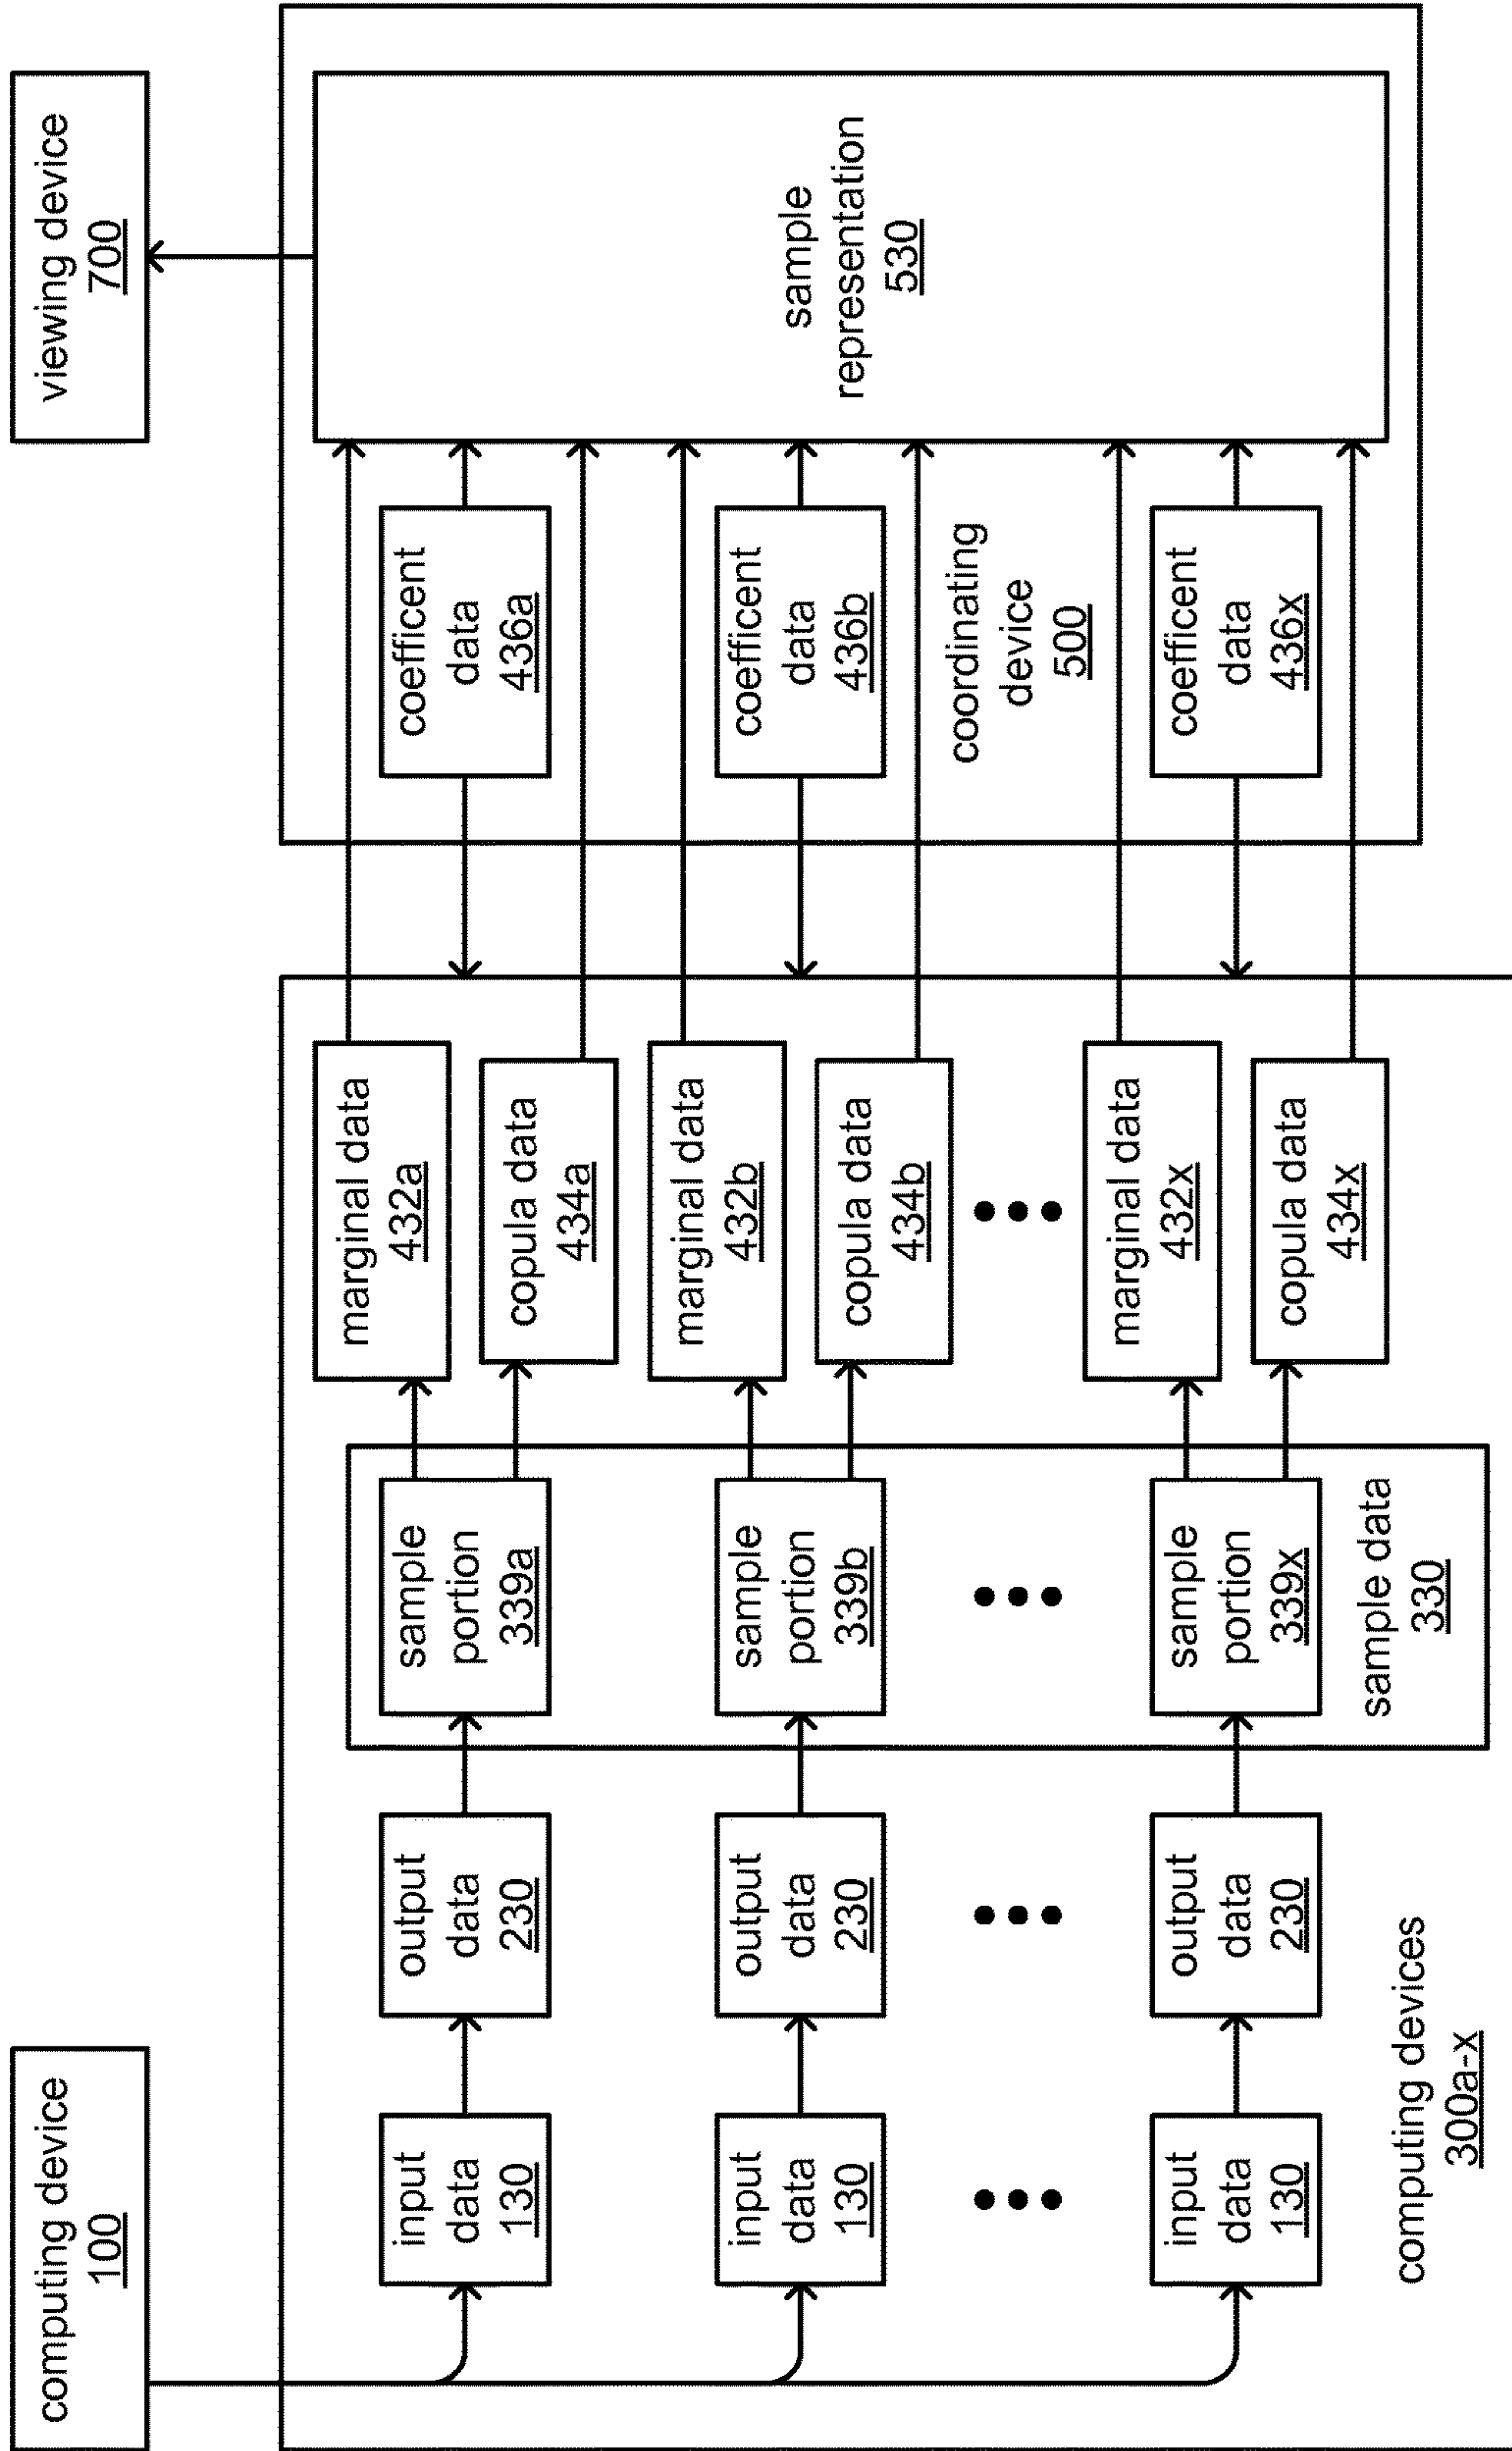 computing device
100
viewing device
700
input
data
130
output
data
230
sample
portion
339a
marginal data
432a
copula data
434a
coefficent
data
436a
input
data
130
output
data
230
sample
portion
339b
marginal data
432b
copula data
434b
coefficent
data
436b
sample
representation
530
coordinating
device
500
input
data
130
output
data
230
sample
portion
339x
marginal data
432x
copula data
434x
coefficent
data
436x
sample data
330
computing devices
300a-x